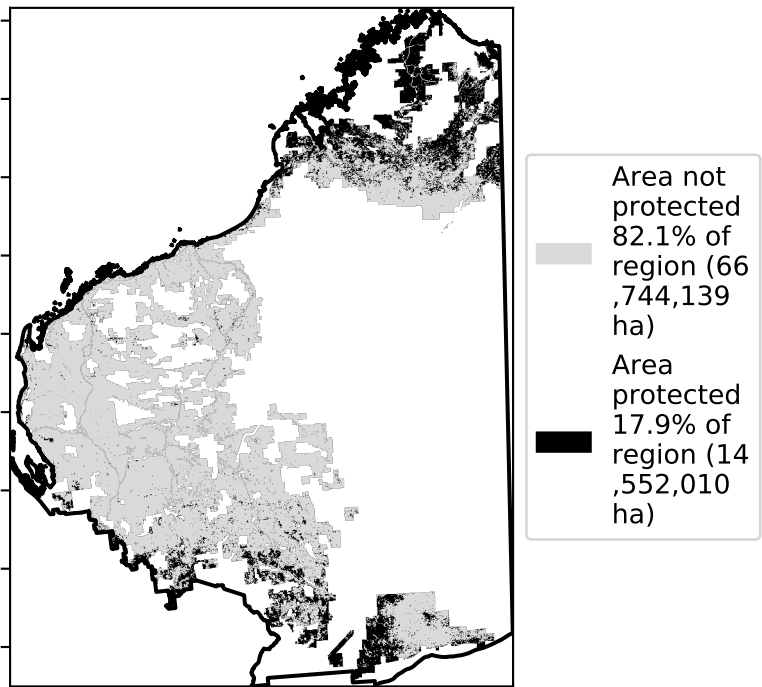 Area not
protected
82.1% of
region (66
,744,139
ha)
Area
protected
17.9% of
region (14
,552,010
ha)